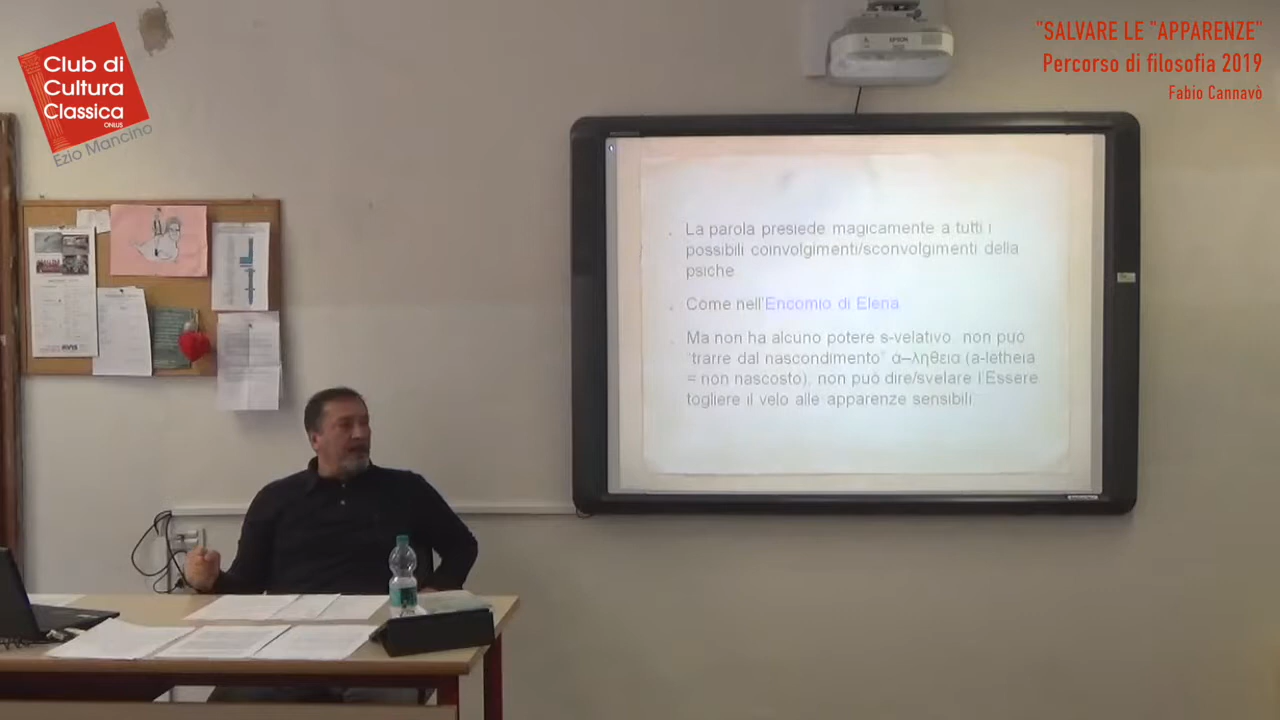 Club di
Cultura
Classica
ONLUS
Ezio Mancino
"SALVARE LE "APPARENZE"
Percorso di filosofia 2019
Fabio Cannavò
EPSON
La parola presiede magicamente a tutti i
possibili coinvolgimenti/sconvolgimenti della
psiche
Come nell'Encomio di Elena
Ma non ha alcuno potere s-velativo non può
"trarre dal nascondimento" α–ληθεια (a-letheia
= non nascosto), non può dire/svelare l'Essere
togliere il velo alle apparenze sensibili.
AVIS